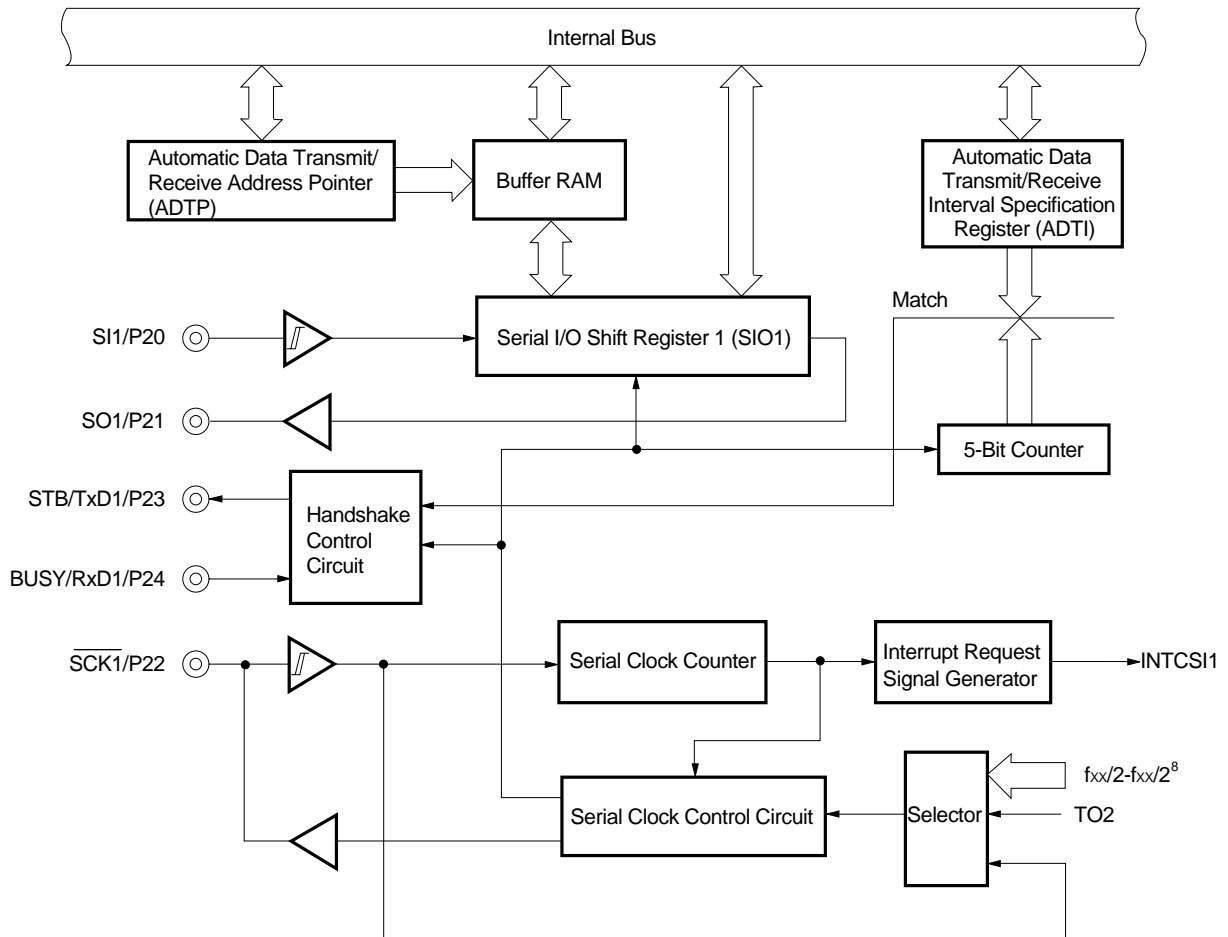 Internal Bus
Automatic Data Transmit/
Receive Address Pointer
(ADTP)
Buffer RAM
Automatic Data
Transmit/Receive
Interval Specification
Register (ADTI)
Match
SI1/P20
Serial I/O Shift Register 1 (SIO1)
SO1/P21
5-Bit Counter
STB/TxD1/P23
Handshake
Control
Circuit
BUSY/RxD1/P24
SCK1/P22
Serial Clock Counter
Interrupt Request
Signal Generator
INTCSI1
Serial Clock Control Circuit
Selector
fxx/2-fxx/2⁸
TO2